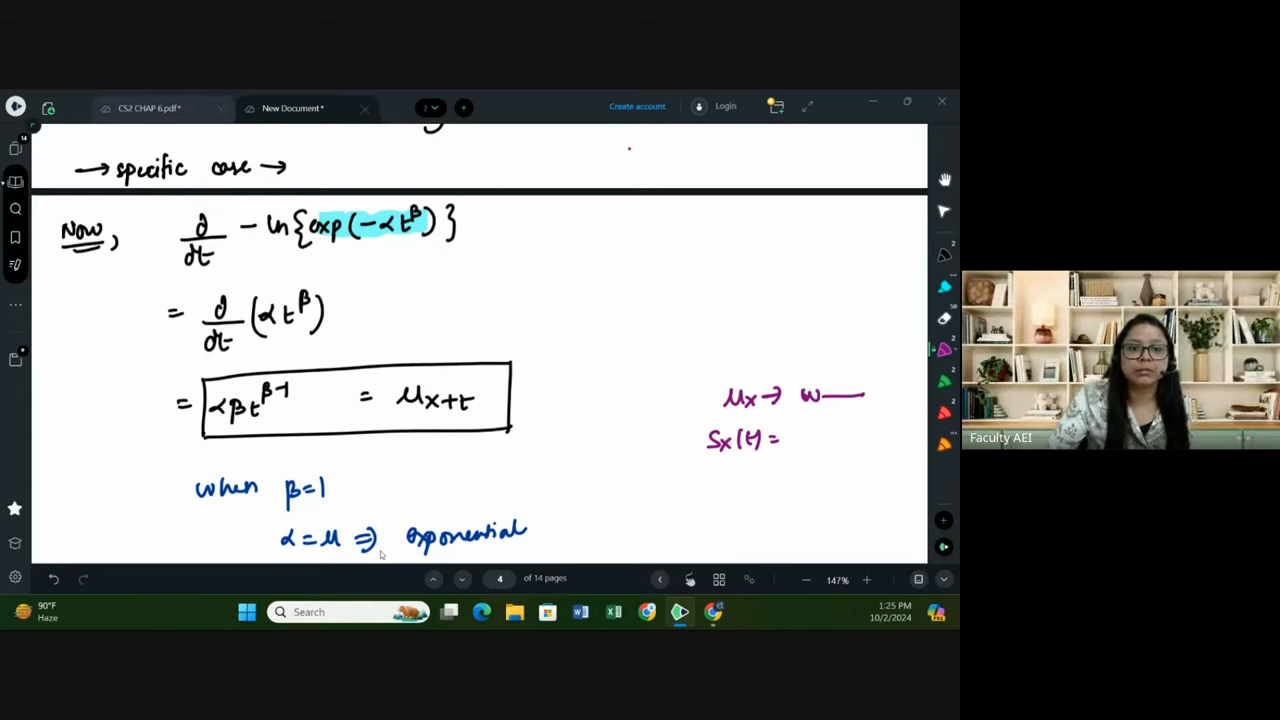 CS2 CHAP 6.pdf*
New Document*
2
Create account
Login
→ specific case →
Now, ∂/∂t - ln{exp(-αt^β)}
= ∂/∂t (αt^β)
= αβt^(β-1) = μx+t
μx → w
Sx(t) =
when β=1
α = μ ⇒ exponential
Faculty AEI
4 of 14 pages
147%
90°F
Haze
Search
1:25 PM
10/2/2024